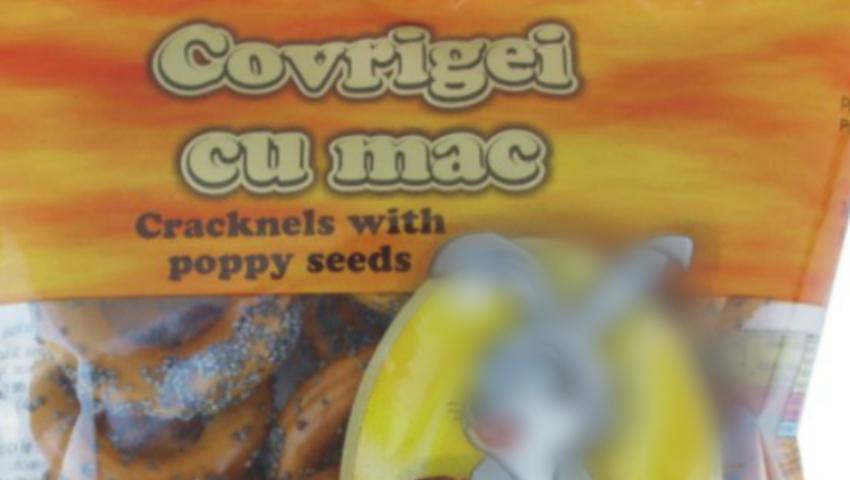 Covrigei
cu mac
Cracknels with
poppy seeds